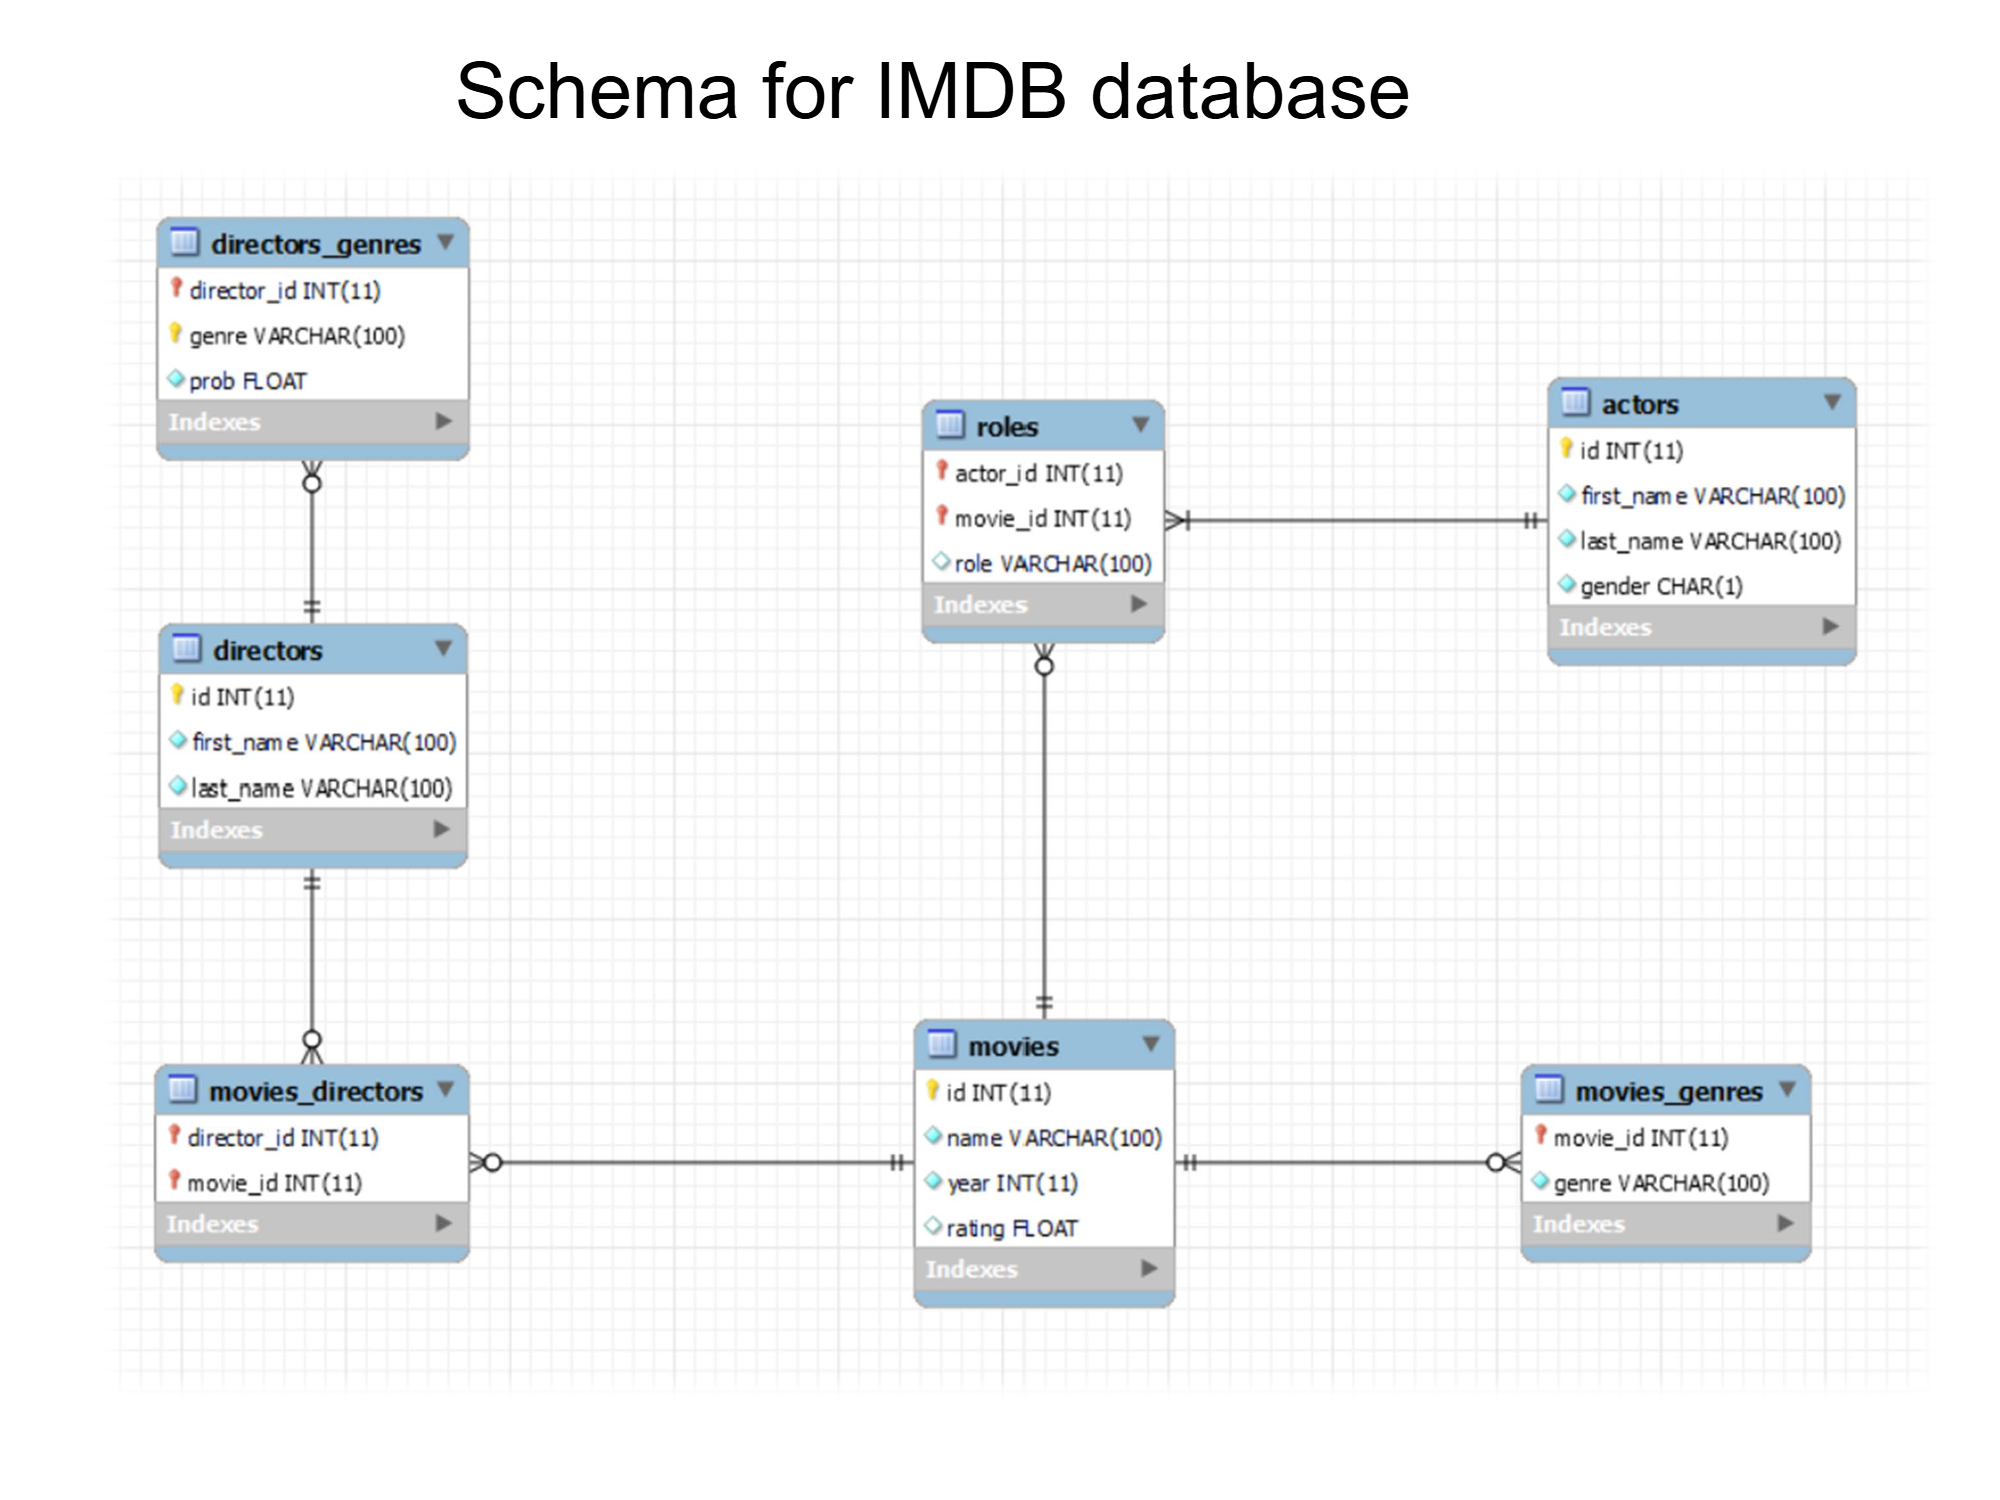 Schema for IMDB database
directors_genres
director_id INT(11)
genre VARCHAR(100)
prob FLOAT
Indexes
directors
id INT(11)
first_name VARCHAR(100)
last_name VARCHAR(100)
Indexes
movies_directors
director_id INT(11)
movie_id INT(11)
Indexes
roles
actor_id INT(11)
movie_id INT(11)
role VARCHAR(100)
Indexes
movies
id INT(11)
name VARCHAR(100)
year INT(11)
rating FLOAT
Indexes
actors
id INT(11)
first_name VARCHAR(100)
last_name VARCHAR(100)
gender CHAR(1)
Indexes
movies_genres
movie_id INT(11)
genre VARCHAR(100)
Indexes